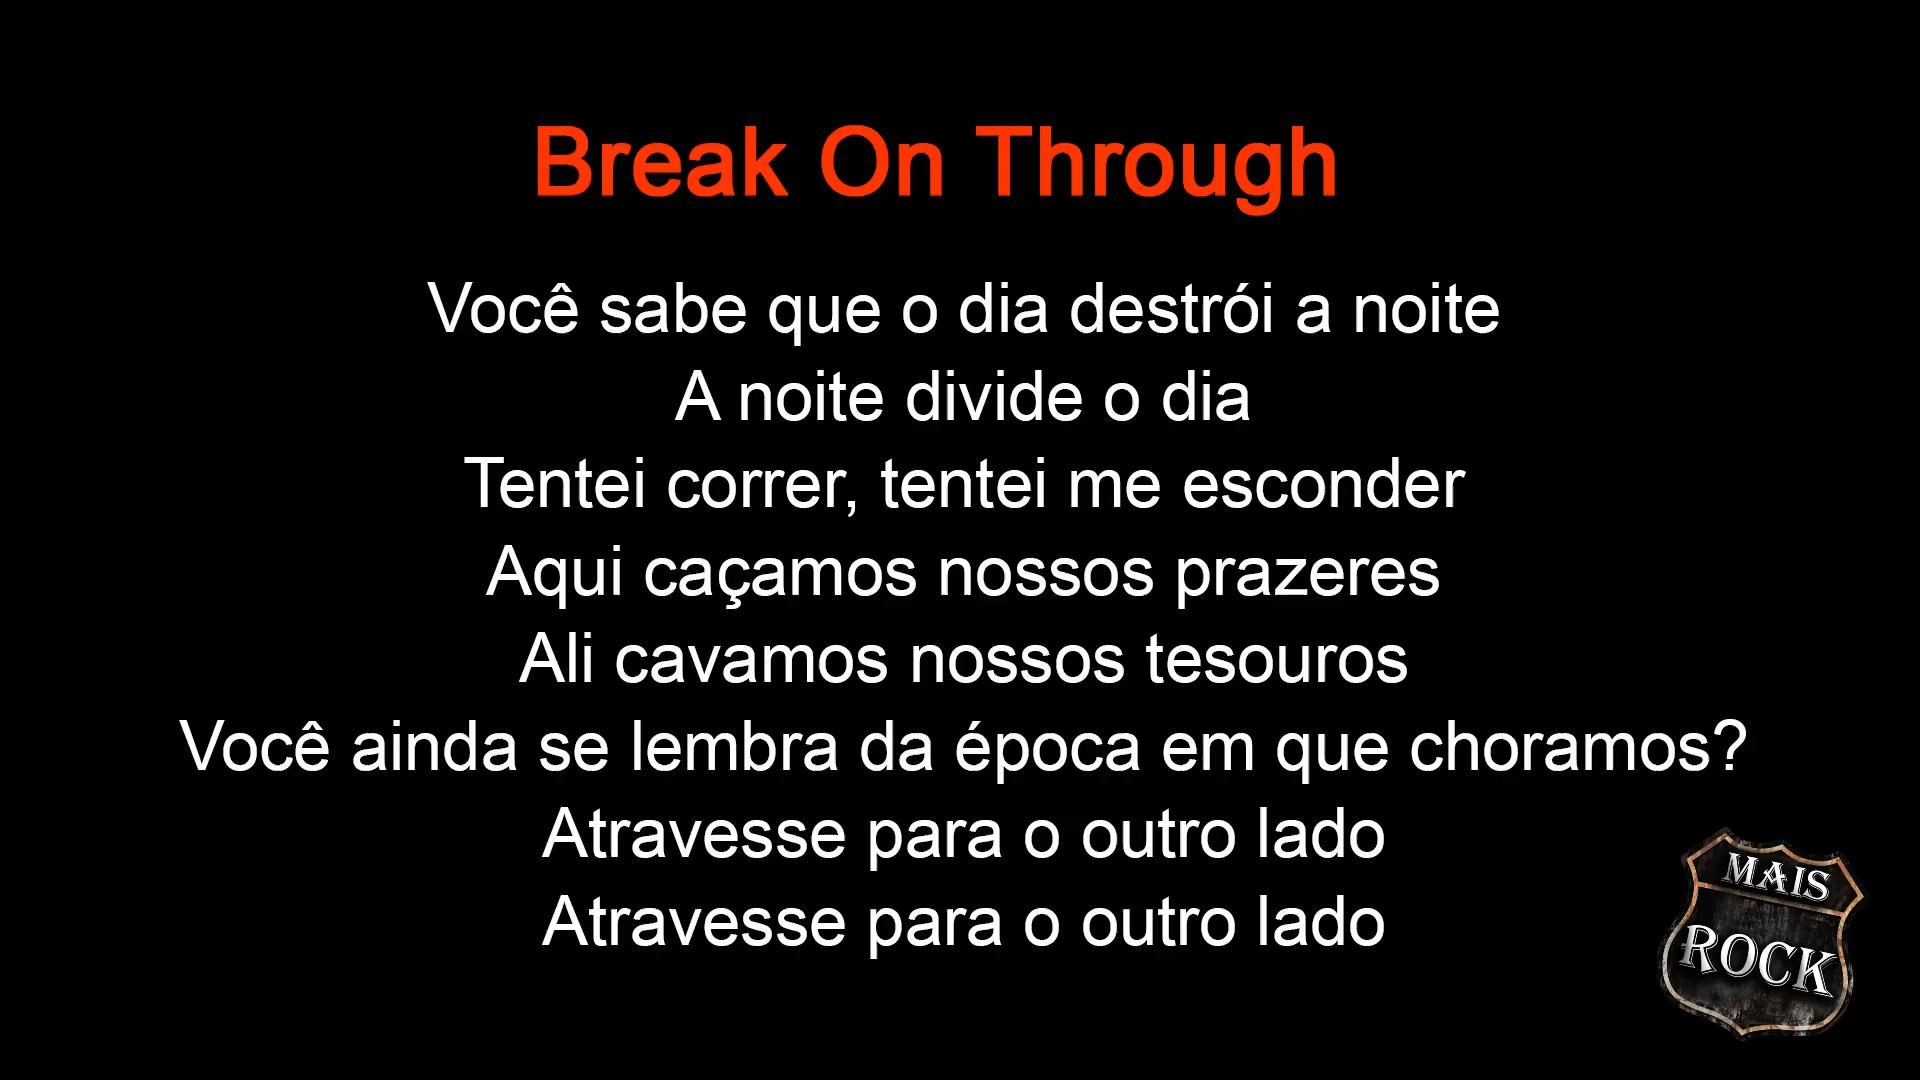 Break On Through
Você sabe que o dia destrói a noite
A noite divide o dia
Tentei correr, tentei me esconder
Aqui caçamos nossos prazeres
Ali cavamos nossos tesouros
Você ainda se lembra da época em que choramos?
Atravesse para o outro lado
Atravesse para o outro lado
MAIS
ROCK